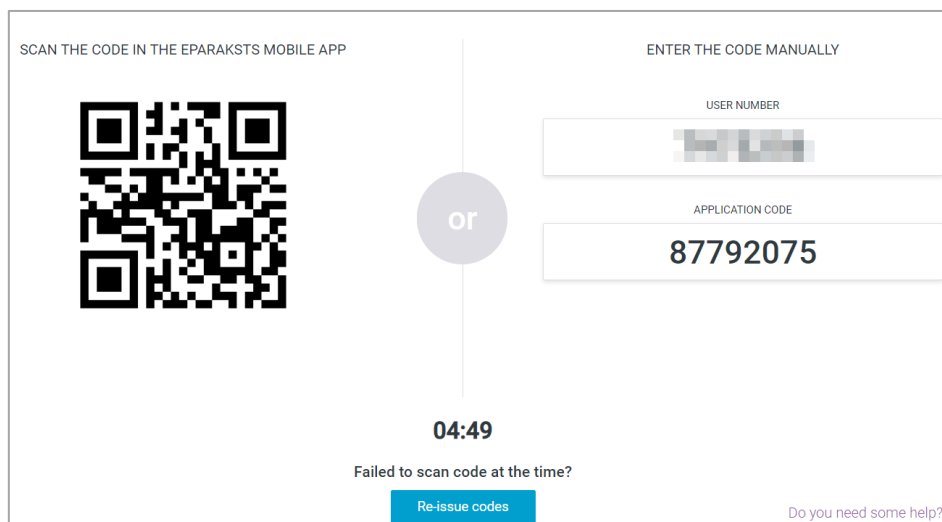 SCAN THE CODE IN THE EPARAKSTS MOBILE APP
or
ENTER THE CODE MANUALLY
USER NUMBER
APPLICATION CODE
87792075
04:49
Failed to scan code at the time?
Re-issue codes
Do you need some help?